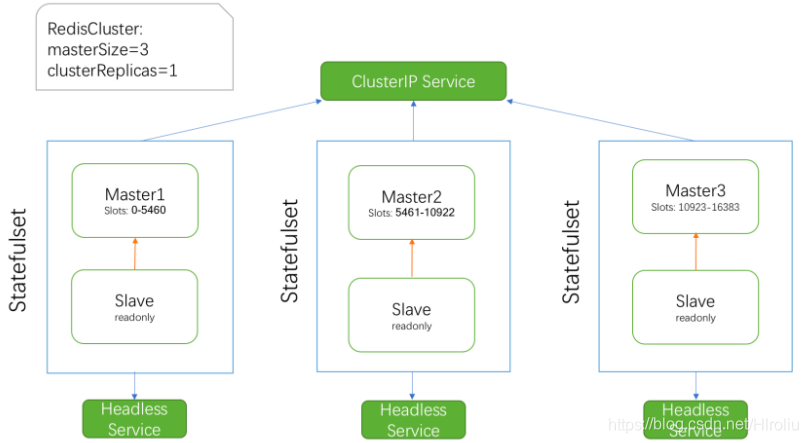 RedisCluster:
masterSize=3
clusterReplicas=1
ClusterIP Service
Statefulset
Master1
Slots: 0-5460
Slave
readonly
Headless
Service
Statefulset
Master2
Slots: 5461-10922
Slave
readonly
Headless
Service
Statefulset
Master3
Slots: 10923-16383
Slave
readonly
Headless
Service
https://blog.csdn.net/Hiroliu